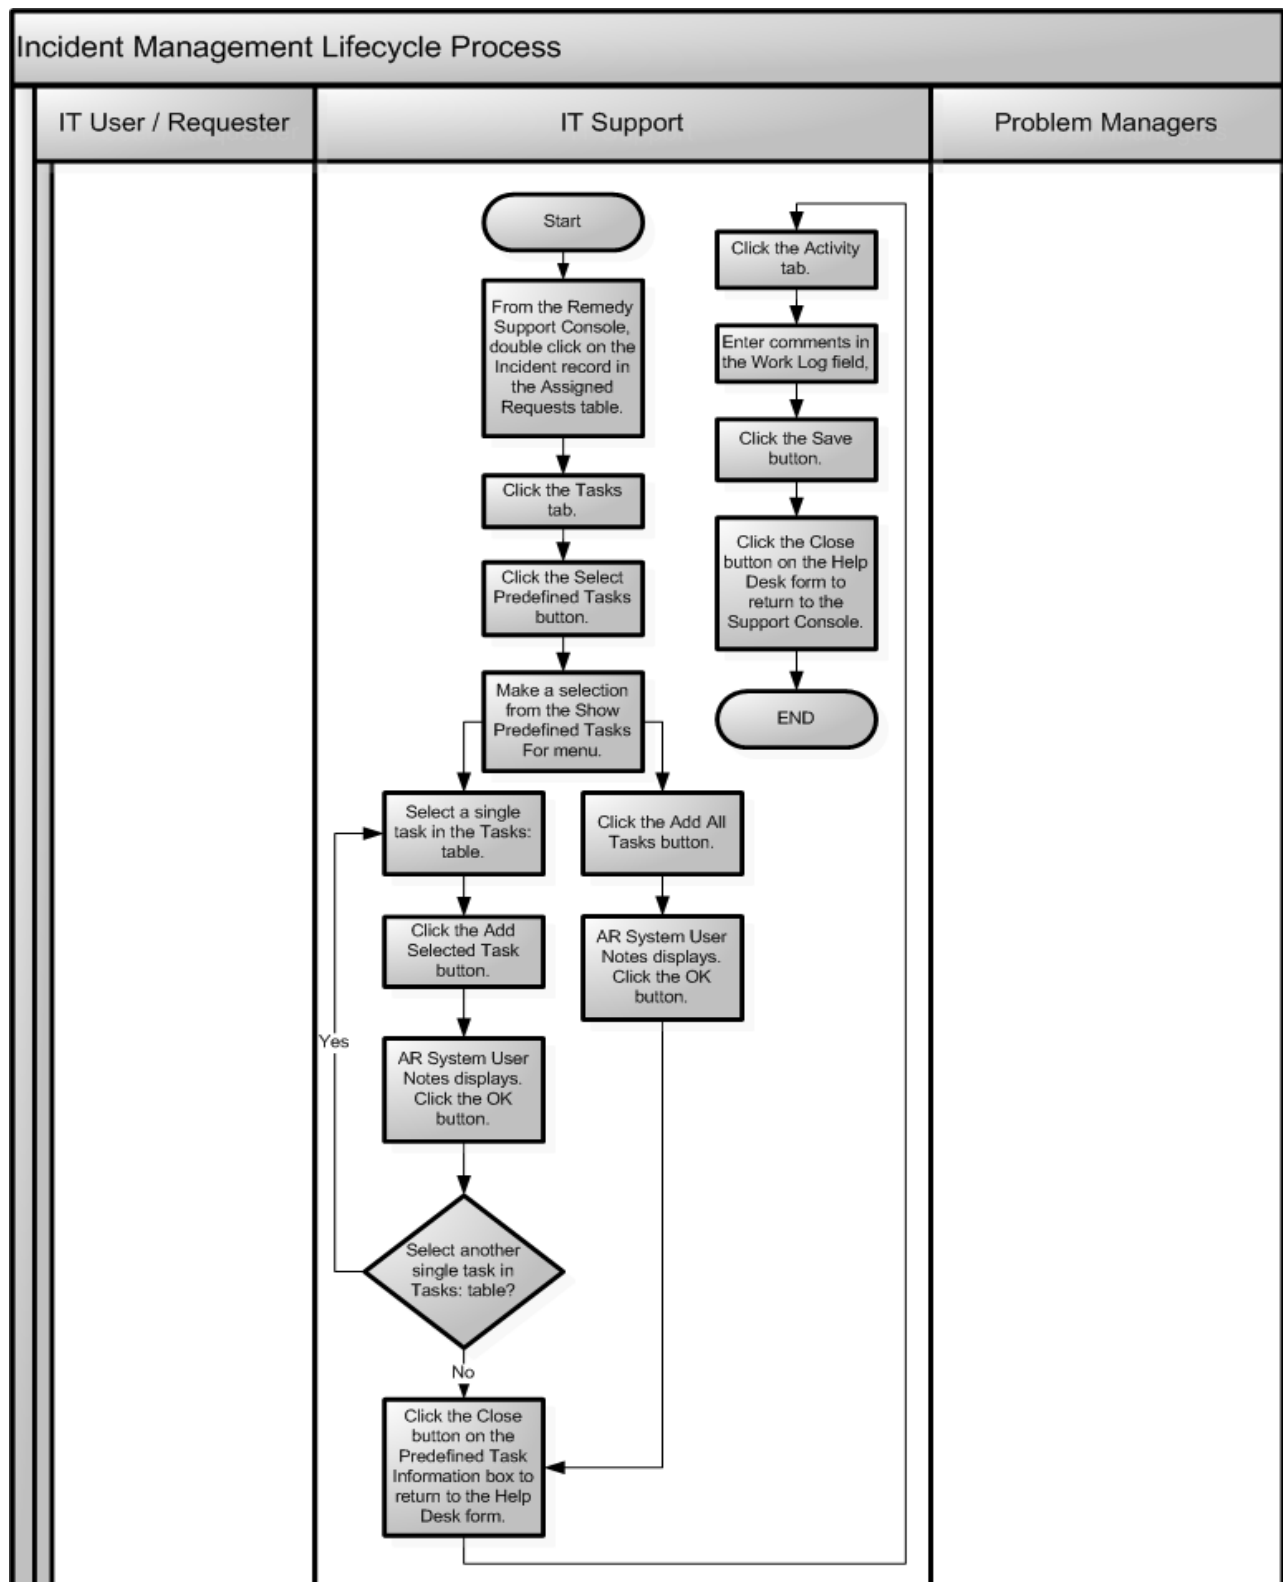 Incident Management Lifecycle Process
IT User / Requester
IT Support
Problem Managers
Start
From the Remedy
Support Console,
double click on the
Incident record in
the Assigned
Requests table.
Click the Tasks
tab.
Click the Select
Predefined Tasks
button.
Make a selection
from the Show
Predefined Tasks
For menu.
Select a single
task in the Tasks:
table.
Click the Add
Selected Task
button.
AR System User
Notes displays.
Click the OK
button.
Yes
Select another
single task in
Tasks: table?
No
Click the Close
button on the
Predefined Task
Information box to
return to the Help
Desk form.
Click the Add All
Tasks button.
AR System User
Notes displays.
Click the OK
button.
Click the Activity
tab.
Enter comments in
the Work Log field,
Click the Save
button.
Click the Close
button on the Help
Desk form to
return to the
Support Console.
END